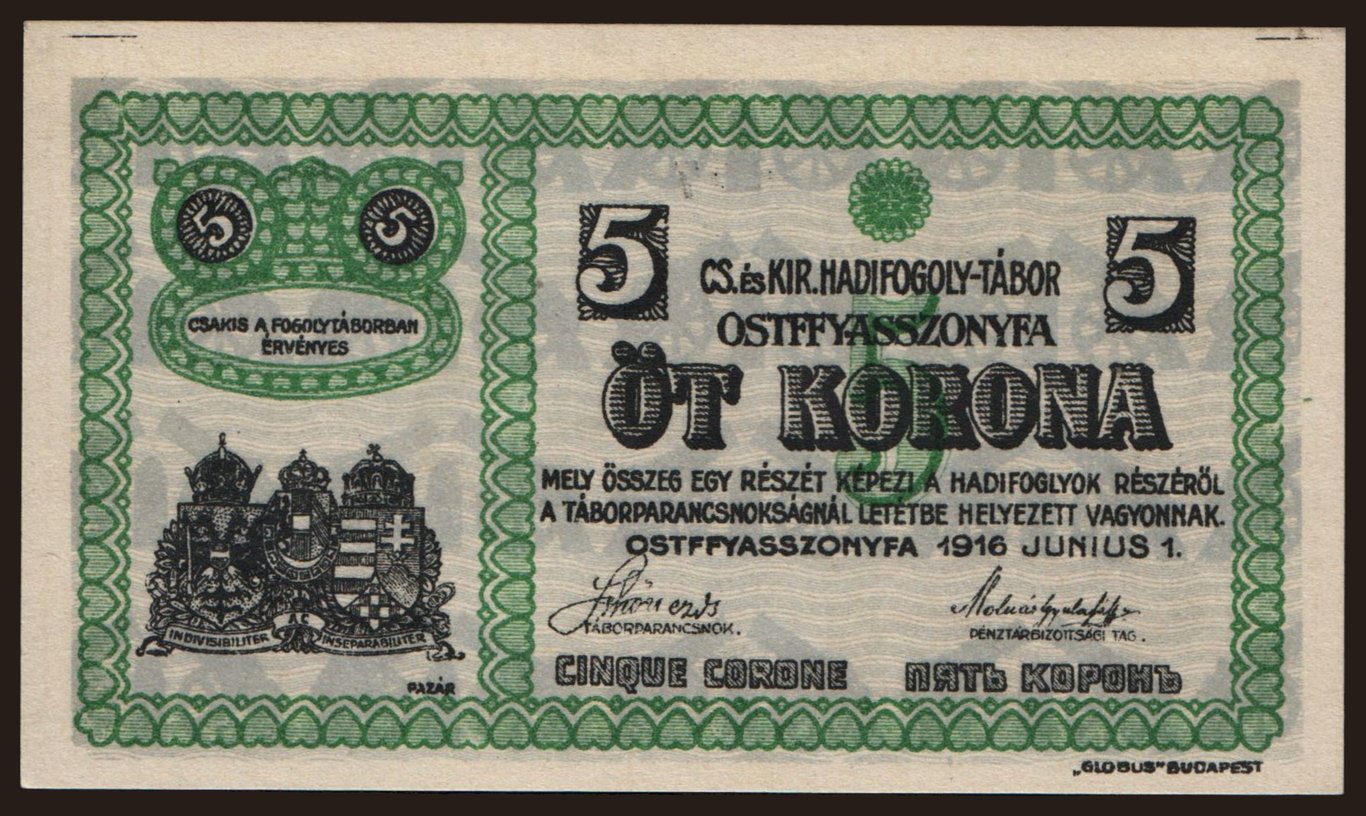 5 5
CSAKIS A FOGOLYTÁBORBAN
ÉRVÉNYES
INDIVISIBILITER AC INSEPARABILITER
PAZÁR
5 5
CS. és KIR. HADIFOGOLY-TÁBOR
OSTFFYASSZONYFA
5
ÖT KORONA
MELY ÖSSZEG EGY RÉSZÉT KÉPEZI A HADIFOGLYOK RÉSZÉRŐL
A TÁBORPARANCSNOKSÁGNÁL LETÉTBE HELYEZETT VAGYONNAK.
OSTFFYASSZONYFA 1916 JUNIUS 1.
TÁBORPARANCSNOK. PÉNZTÁRBIZOTTSÁGI TAG.
CINQUE CORONE ПЯТЬ КОРОНЪ
„GLOBUS" BUDAPEST